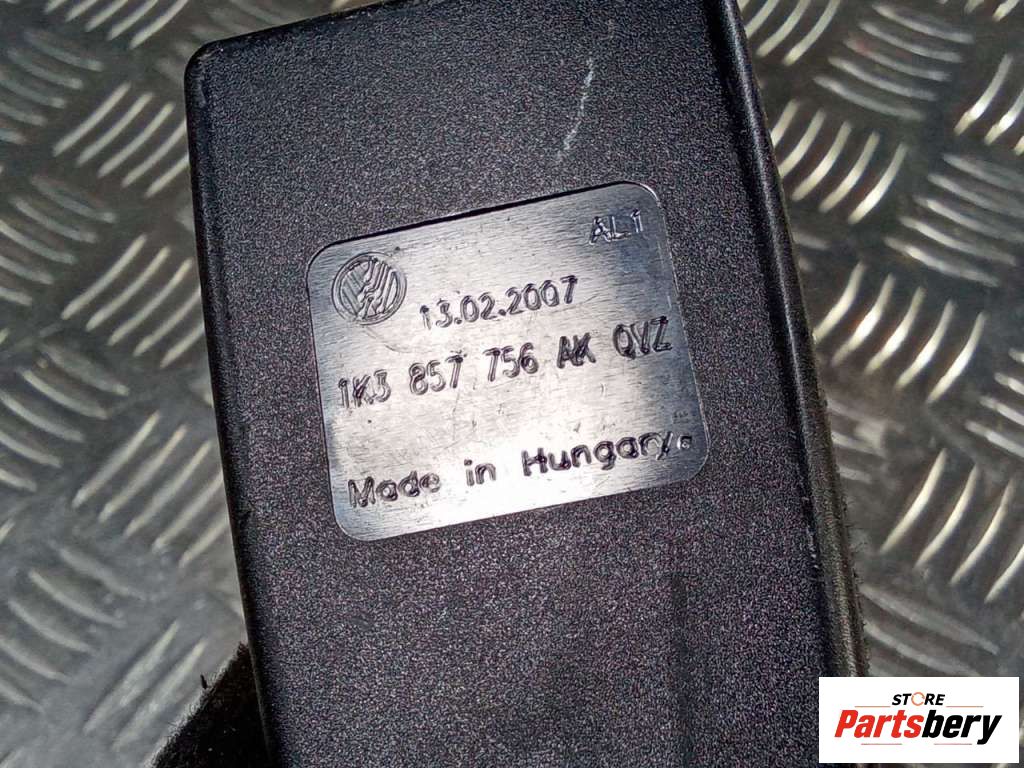 AL1
13.02.2007
1K3 857 756 AK QVZ
Made in Hungary.
STORE
Partsbery